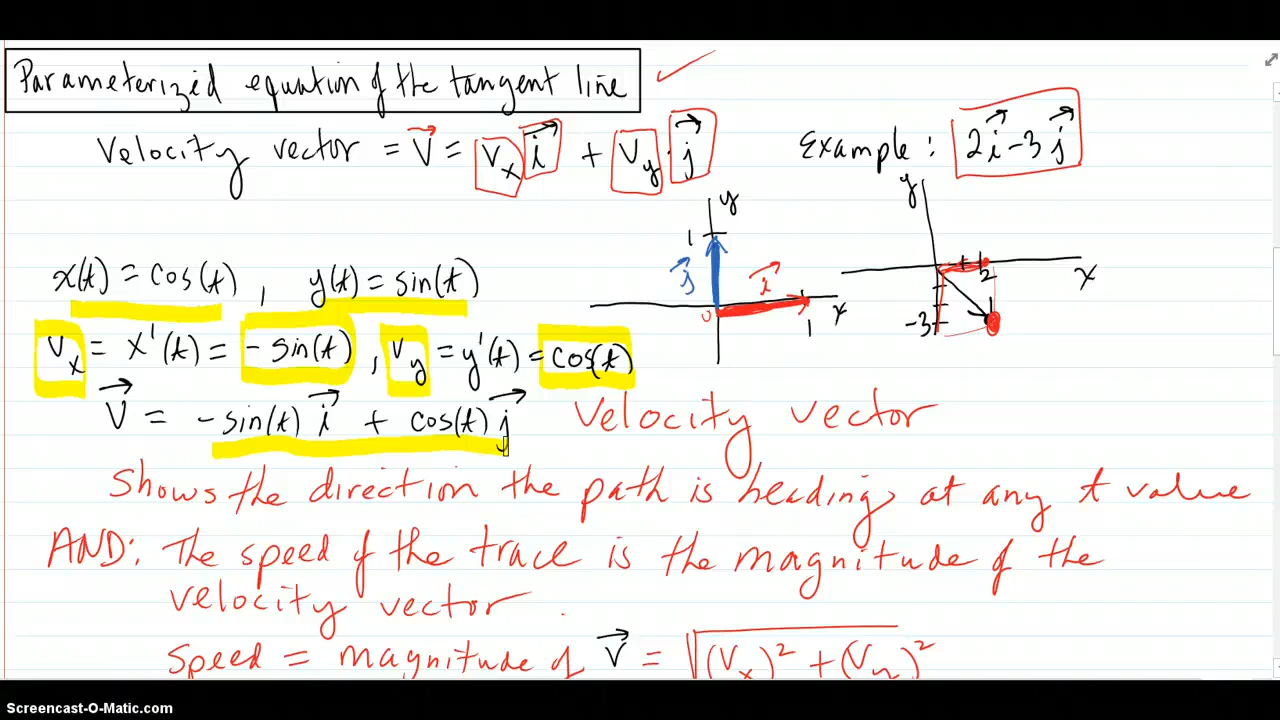 Parameterized equation of the tangent line
Velocity vector = V⃗ = Vx i⃗ + Vy · j⃗
Example: 2i⃗ - 3j⃗
y
1
j⃗
i⃗
0
1
x
y
2
x
-3
x(t) = cos(t), y(t) = sin(t)
Vx = x'(t) = -sin(t), Vy = y'(t) = cos(t)
V⃗ = -sin(t) i⃗ + cos(t) j⃗ Velocity vector
Shows the direction the path is heading at any t value
AND: The speed of the trace is the magnitude of the
velocity vector.
Speed = magnitude of V⃗ = √(Vx)² + (Vy)²
Screencast-O-Matic.com